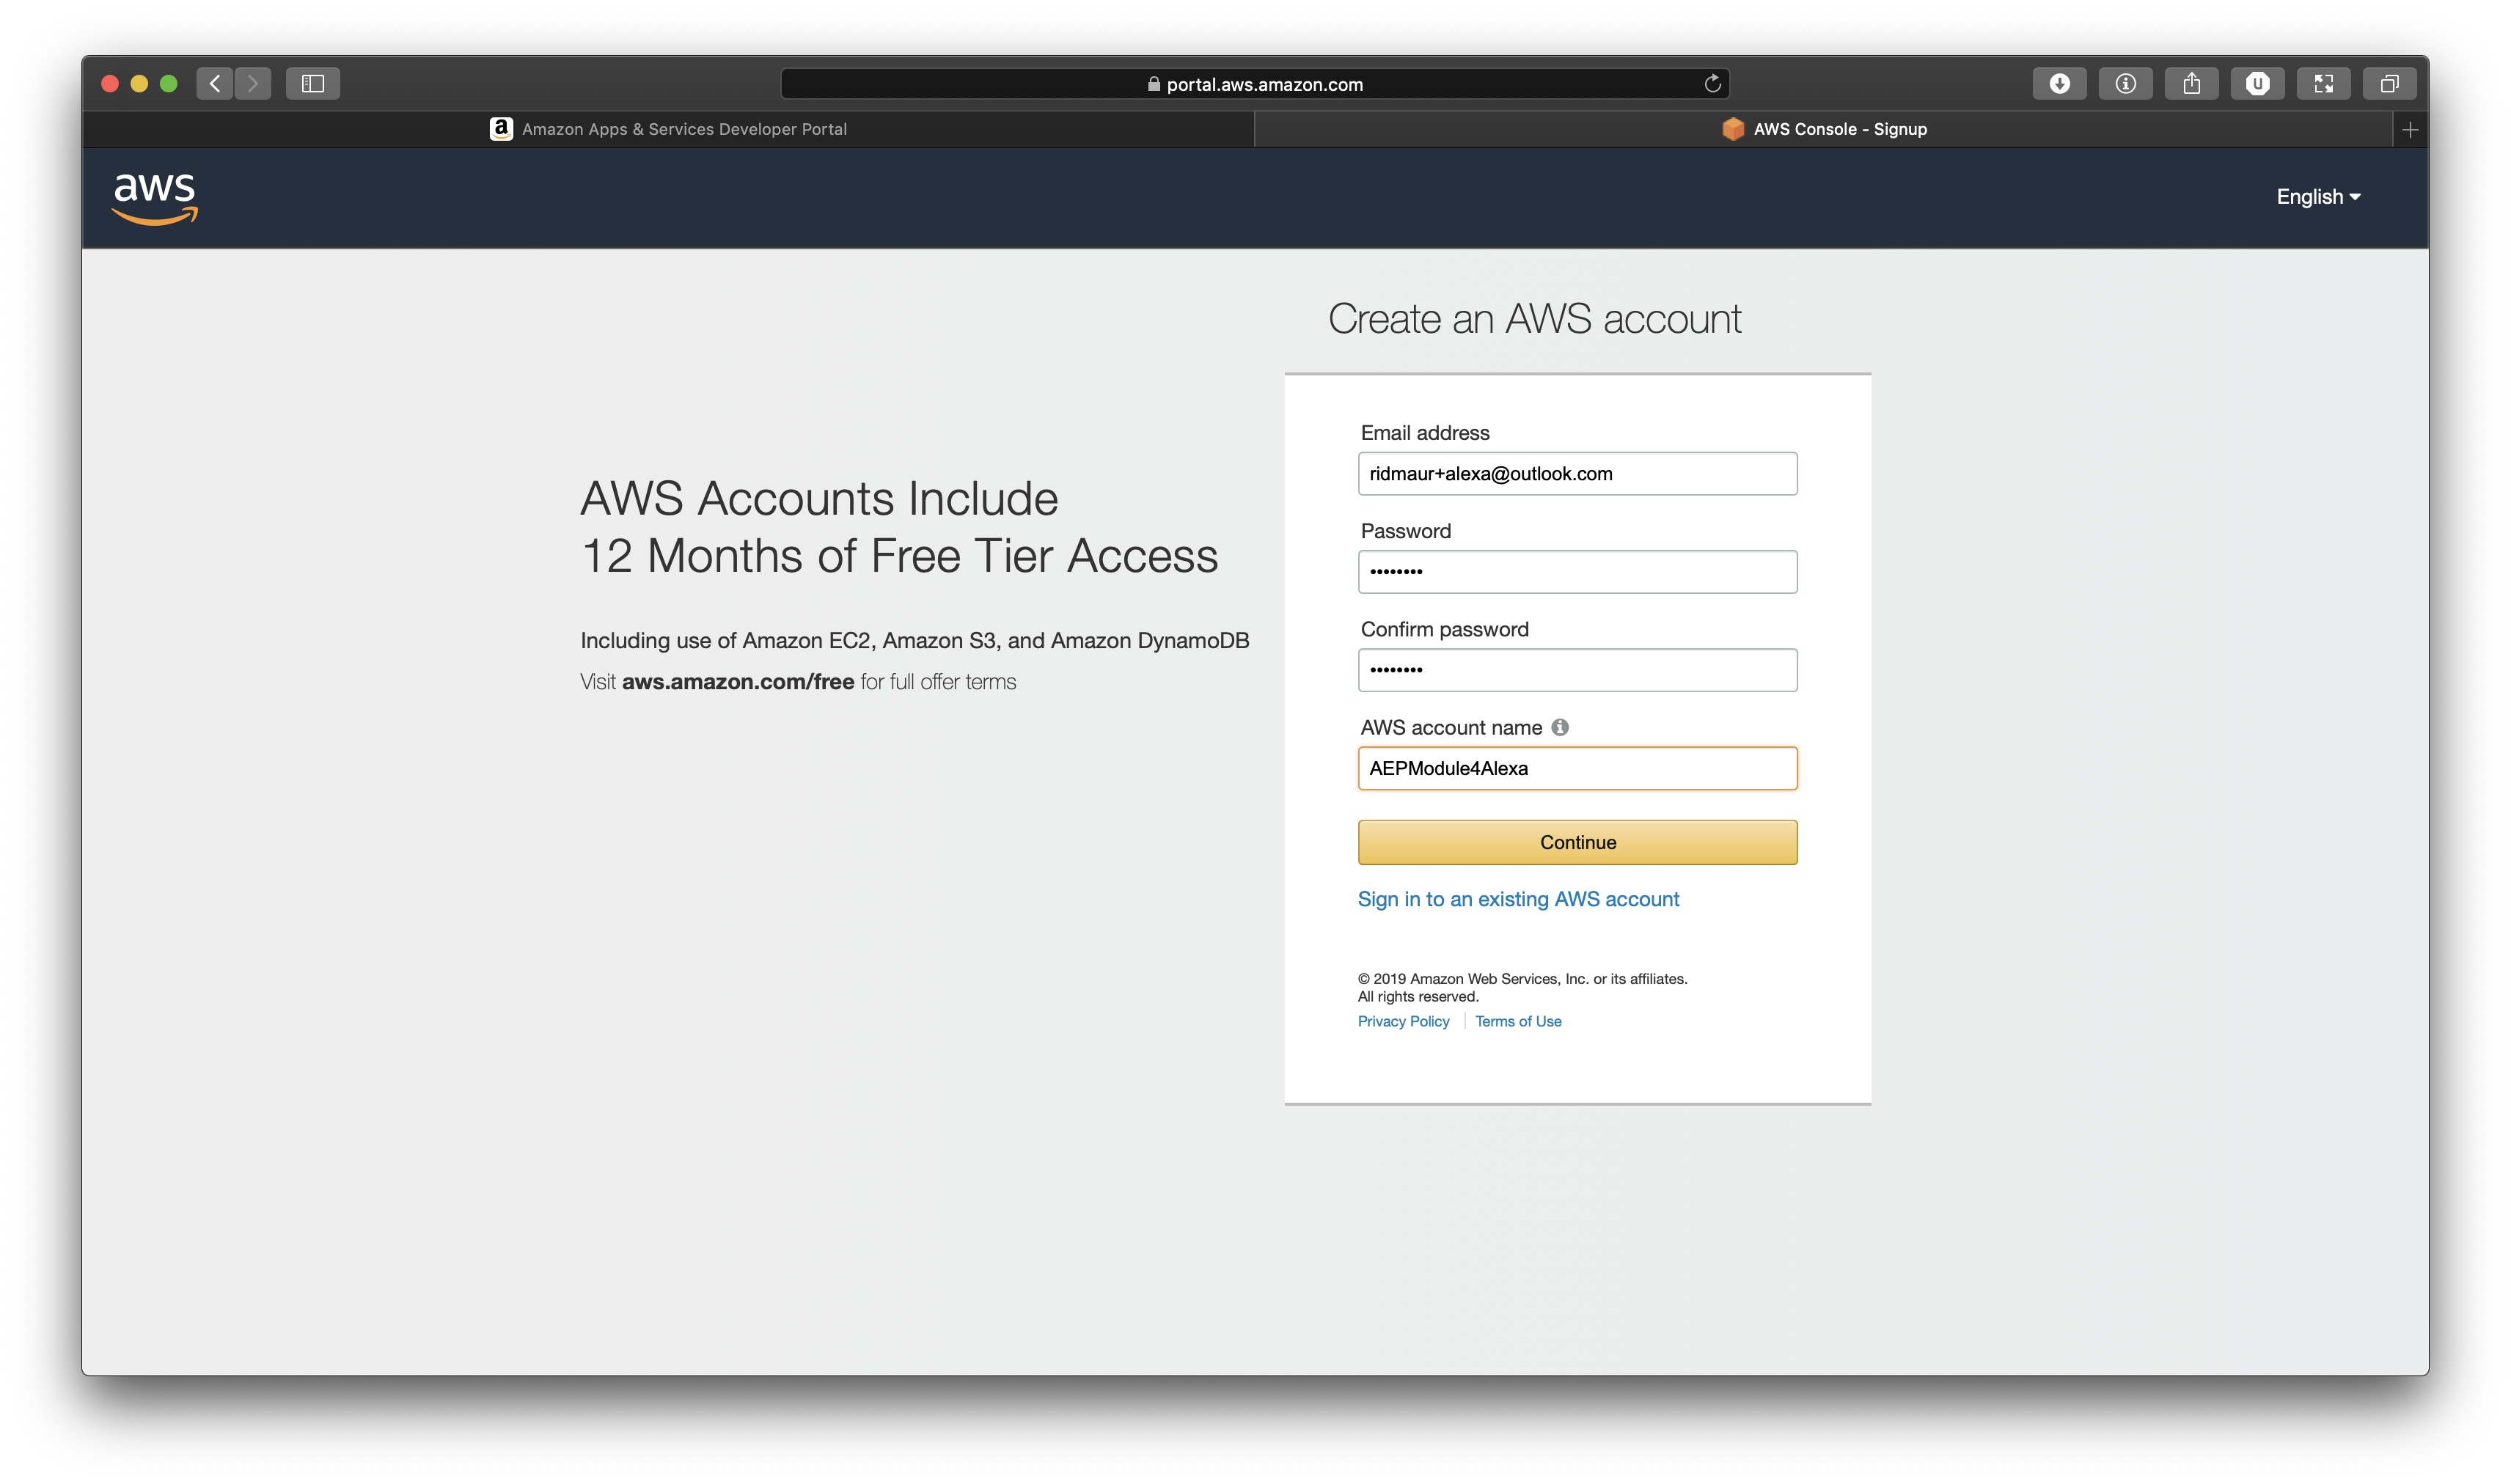 portal.aws.amazon.com
Amazon Apps & Services Developer Portal
AWS Console - Signup
aws
English
Create an AWS account
AWS Accounts Include
12 Months of Free Tier Access
Including use of Amazon EC2, Amazon S3, and Amazon DynamoDB
Visit aws.amazon.com/free for full offer terms
Email address
ridmaur+alexa@outlook.com
Password
••••••••
Confirm password
••••••••
AWS account name
AEPModule4Alexa
Continue
Sign in to an existing AWS account
© 2019 Amazon Web Services, Inc. or its affiliates.
All rights reserved.
Privacy Policy | Terms of Use